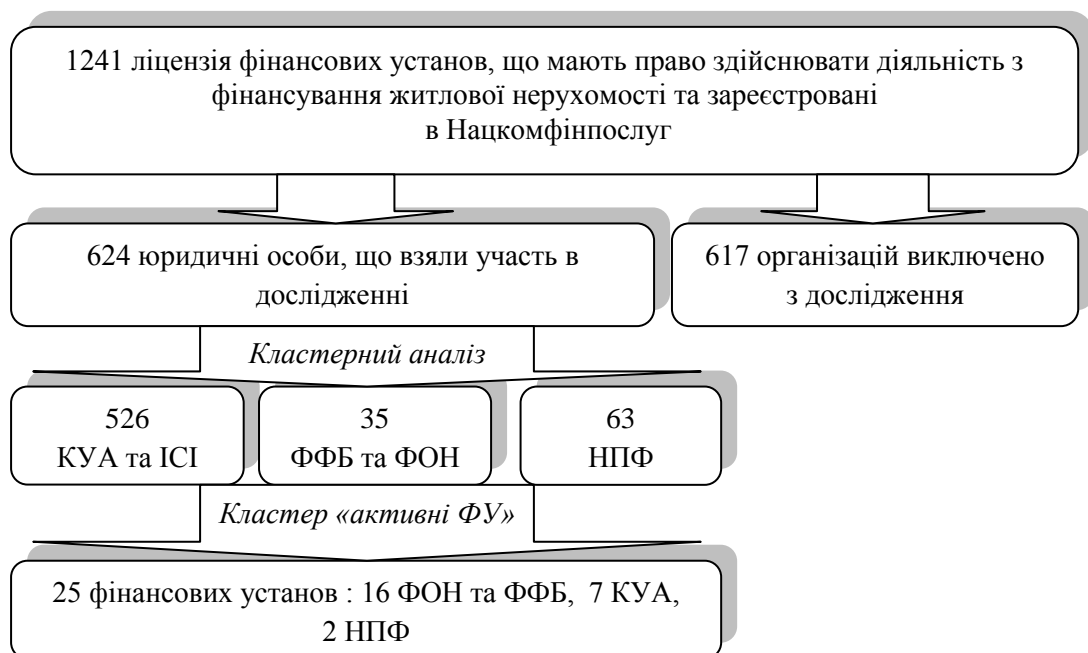 1241 ліцензія фінансових установ, що мають право здійснювати діяльність з
фінансування житлової нерухомості та зареєстровані
в Нацкомфінпослуг
624 юридичні особи, що взяли участь в
дослідженні
617 організацій виключено
з дослідження
Кластерний аналіз
526
КУА та ІСІ
35
ФФБ та ФОН
63
НПФ
Кластер «активні ФУ»
25 фінансових установ : 16 ФОН та ФФБ, 7 КУА,
2 НПФ